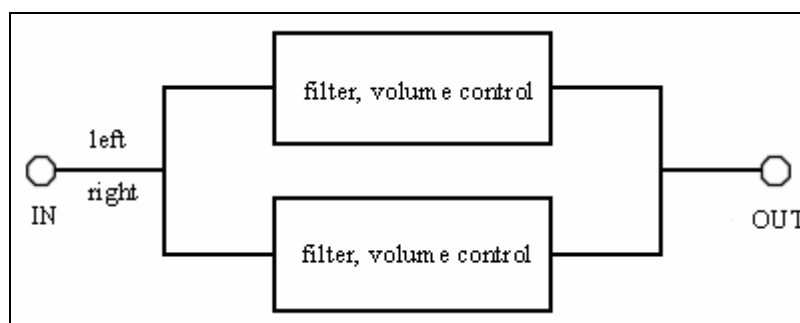 filter, volume control
left
right
IN
OUT
filter, volume control